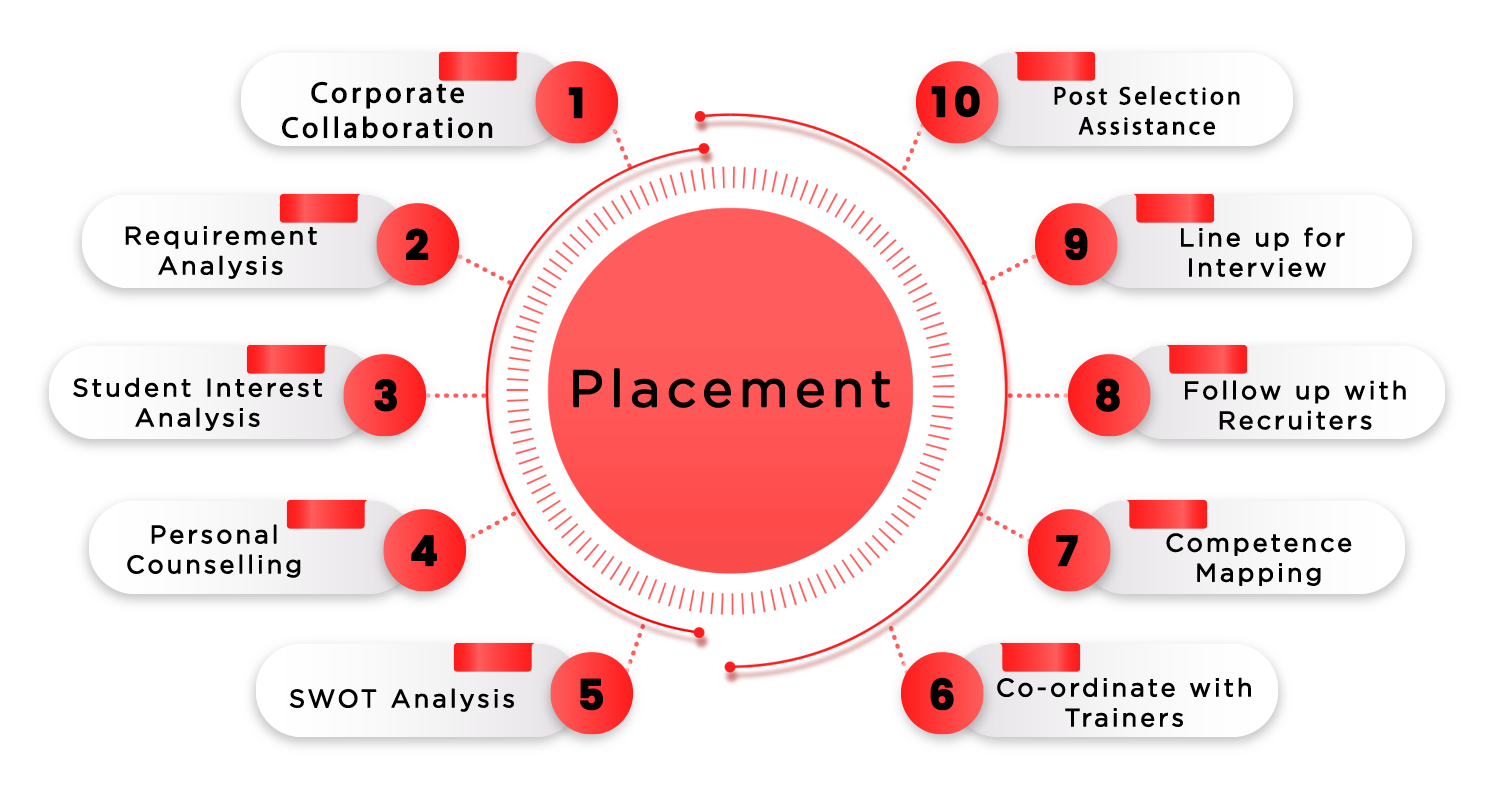 Corporate
Collaboration
1
Requirement
Analysis
2
Student Interest
Analysis
3
Personal
Counselling
4
SWOT Analysis
5
Placement
6
Co-ordinate with
Trainers
7
Competence
Mapping
8
Follow up with
Recruiters
9
Line up for
Interview
10
Post Selection
Assistance